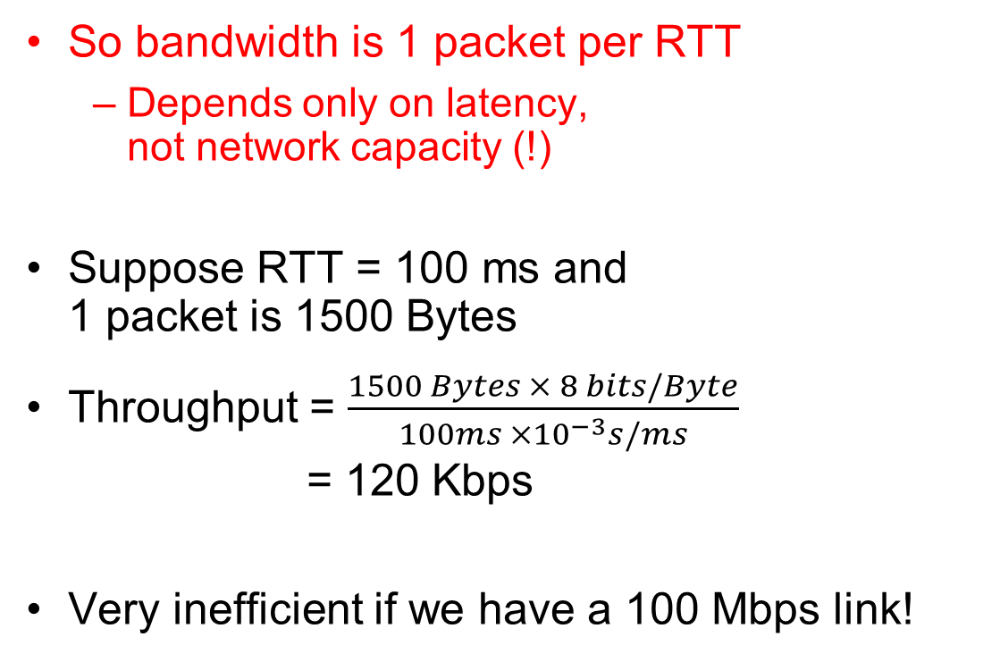 • So bandwidth is 1 packet per RTT
– Depends only on latency,
not network capacity (!)
• Suppose RTT = 100 ms and
1 packet is 1500 Bytes
• Throughput = \frac{1500 Bytes × 8 bits/Byte}{100ms ×10^{-3}s/ms}
= 120 Kbps
• Very inefficient if we have a 100 Mbps link!